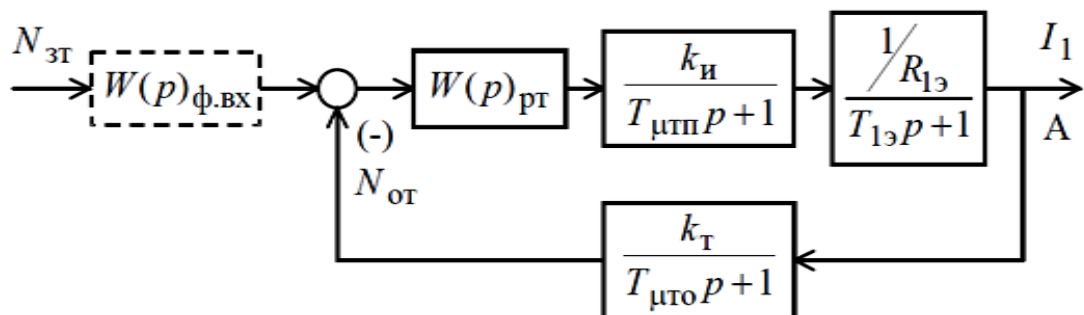 N_зт
W(p)_ф.вх
(-)
N_от
W(p)_рт
k_и
T_μтп p + 1
1/R_1э
T_1э p + 1
I_1
А
k_т
T_μто p + 1